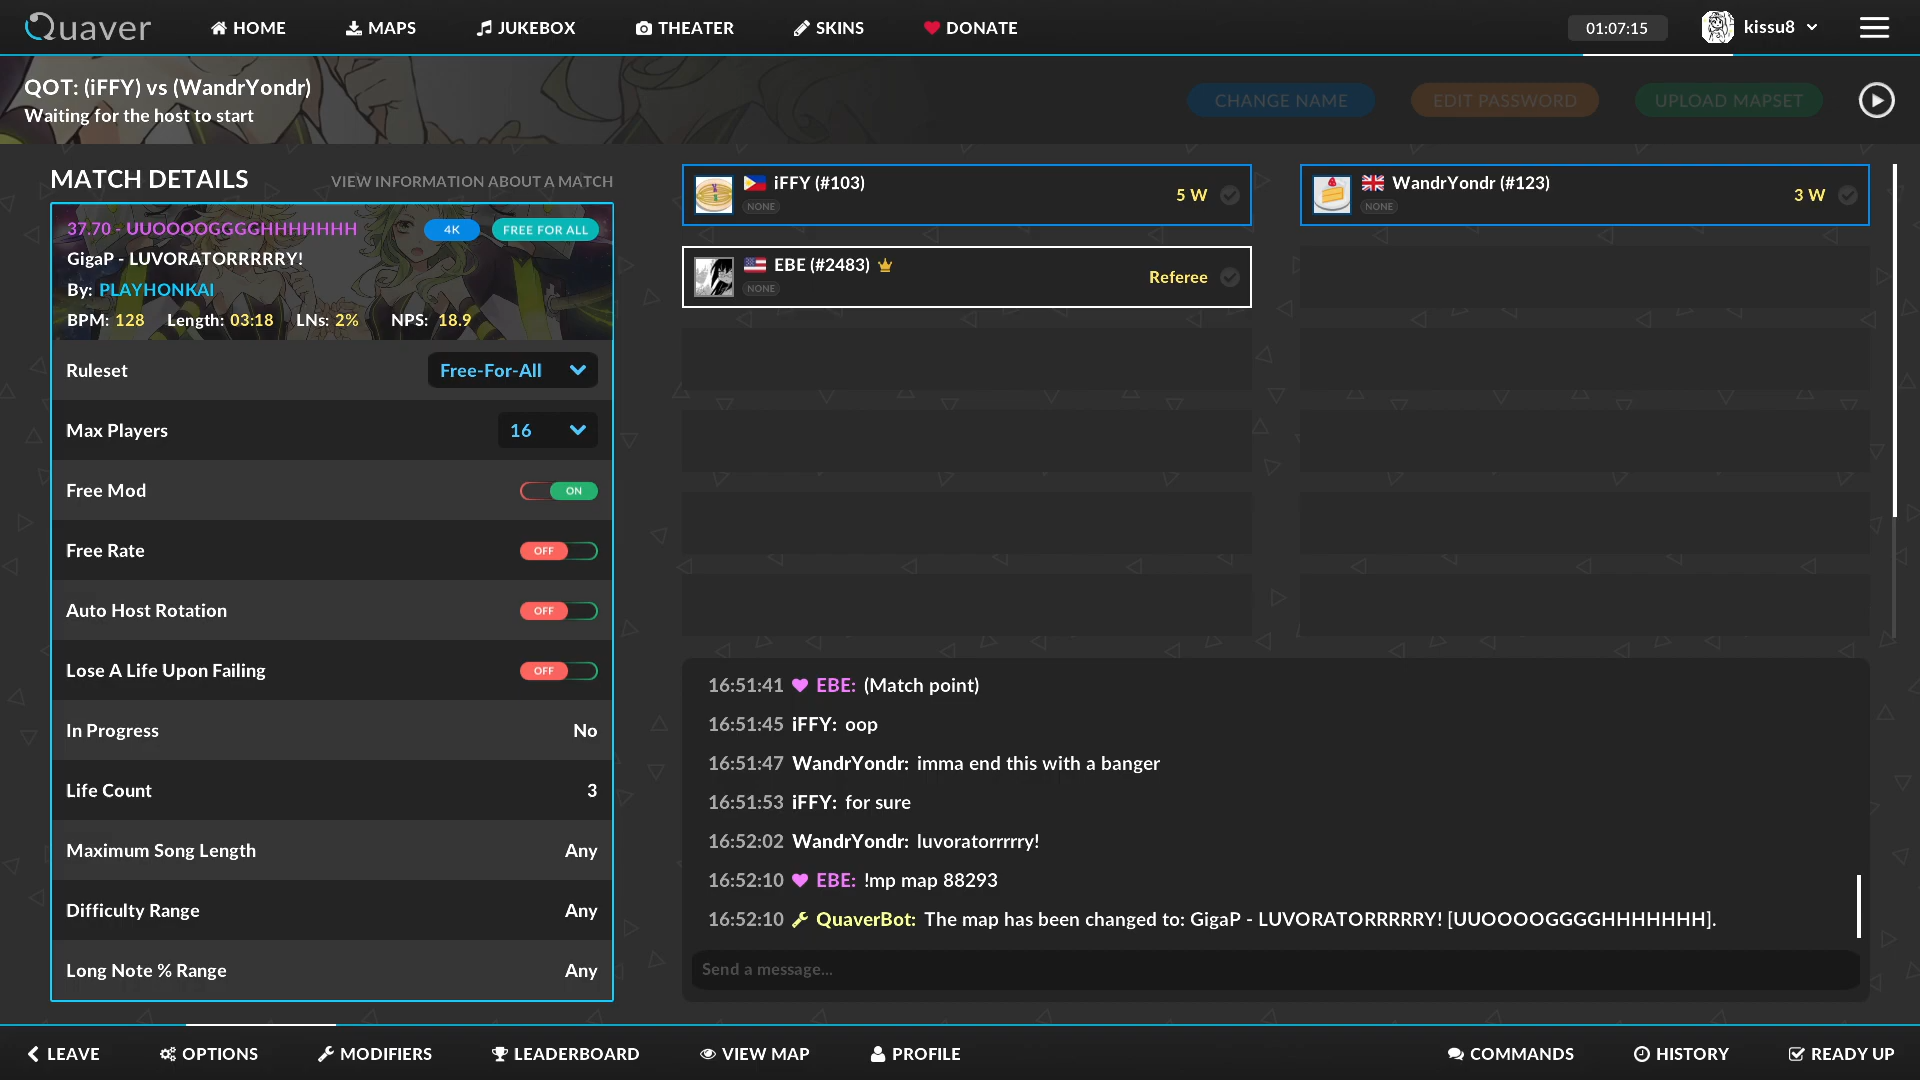 Quaver
HOME
MAPS
JUKEBOX
THEATER
SKINS
DONATE
01:07:15
kissu8
QOT: (iFFY) vs (WandrYondr)
Waiting for the host to start
CHANGE NAME
EDIT PASSWORD
UPLOAD MAPSET
MATCH DETAILS
VIEW INFORMATION ABOUT A MATCH
37.70 - UUOOOOGGGGHHHHHHH
4K
FREE FOR ALL
GigaP - LUVORATORRRRRY!
By: PLAYHONKAI
BPM: 128 Length: 03:18 LNs: 2% NPS: 18.9
Ruleset Free-For-All
Max Players 16
Free Mod ON
Free Rate OFF
Auto Host Rotation OFF
Lose A Life Upon Failing OFF
In Progress No
Life Count 3
Maximum Song Length Any
Difficulty Range Any
Long Note % Range Any
iFFY (#103)
NONE
5 W
WandrYondr (#123)
NONE
3 W
EBE (#2483)
NONE
Referee
16:51:41 EBE: (Match point)
16:51:45 iFFY: oop
16:51:47 WandrYondr: imma end this with a banger
16:51:53 iFFY: for sure
16:52:02 WandrYondr: luvoratorrrrry!
16:52:10 EBE: !mp map 88293
16:52:10 QuaverBot: The map has been changed to: GigaP - LUVORATORRRRRY! [UUOOOOGGGGHHHHHHH].
Send a message...
LEAVE
OPTIONS
MODIFIERS
LEADERBOARD
VIEW MAP
PROFILE
COMMANDS
HISTORY
READY UP